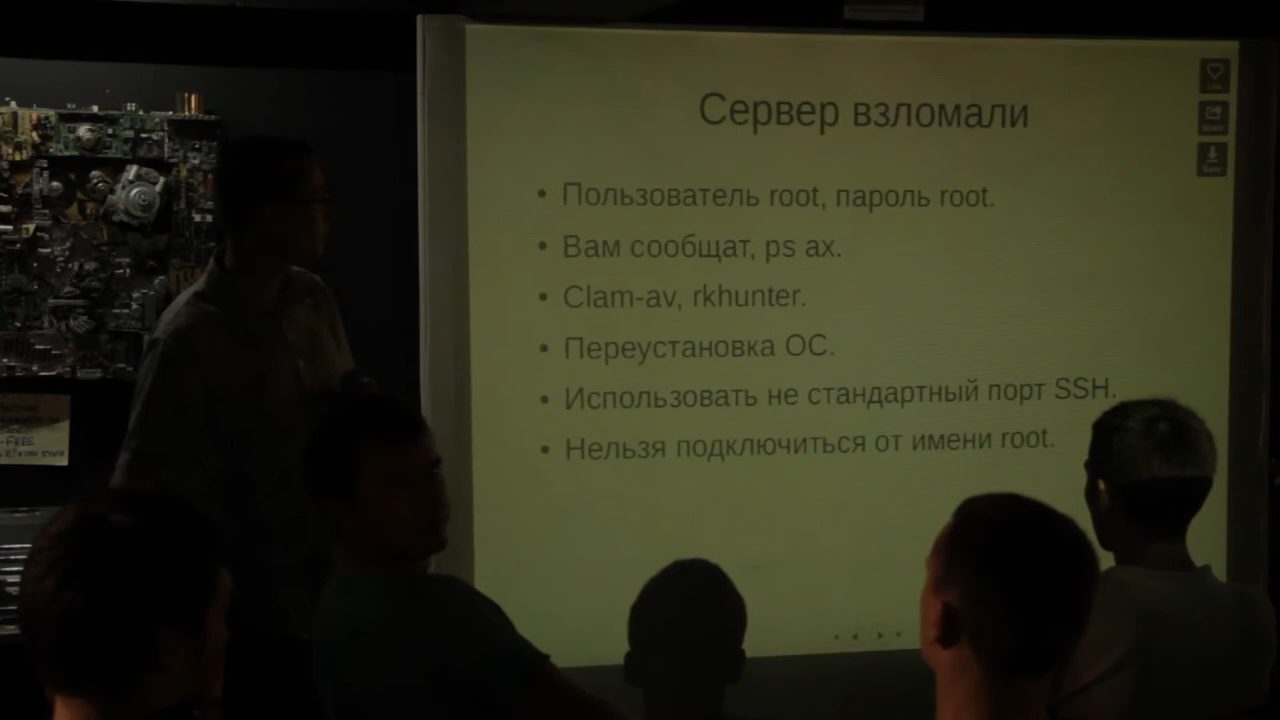 Сервер взломали
• Пользователь root, пароль root.
• Вам сообщат, ps ax.
• Clam-av, rkhunter.
• Переустановка ОС.
• Использовать не стандартный порт SSH.
• Нельзя подключиться от имени root.
-FREE